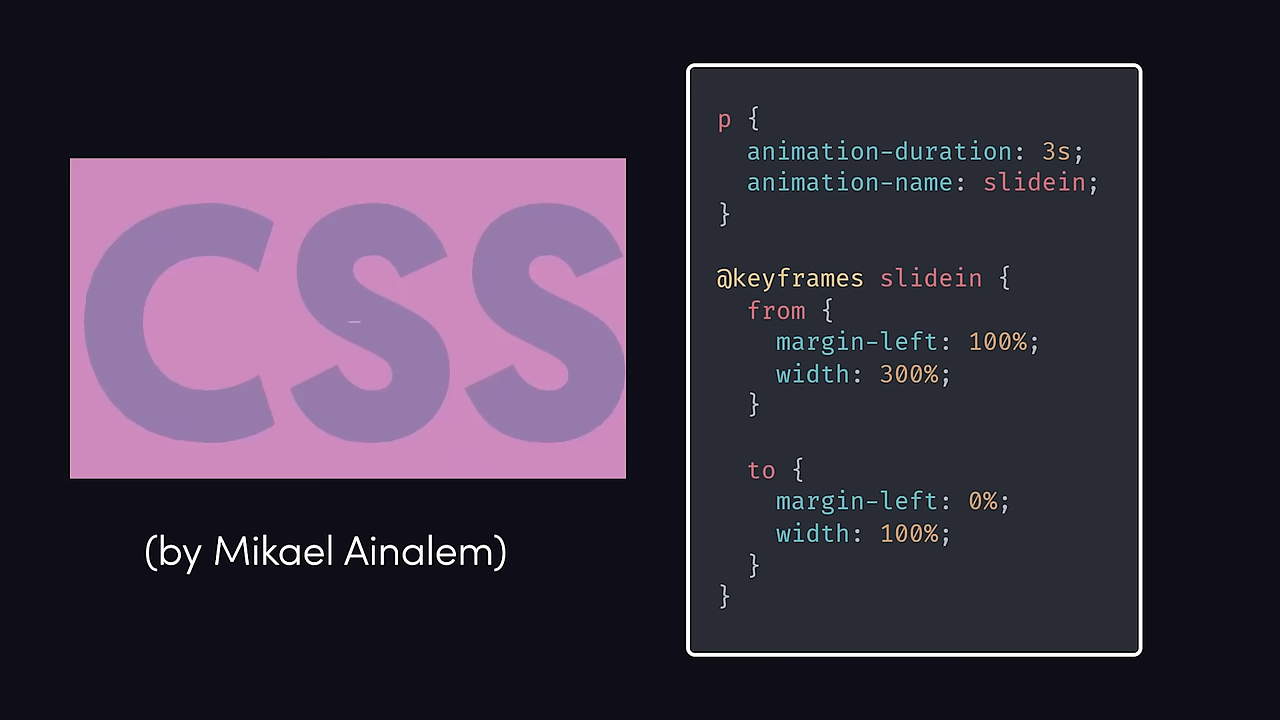 CSS
(by Mikael Ainalem)
p {
  animation-duration: 3s;
  animation-name: slidein;
}

@keyframes slidein {
  from {
    margin-left: 100%;
    width: 300%;
  }

  to {
    margin-left: 0%;
    width: 100%;
  }
}